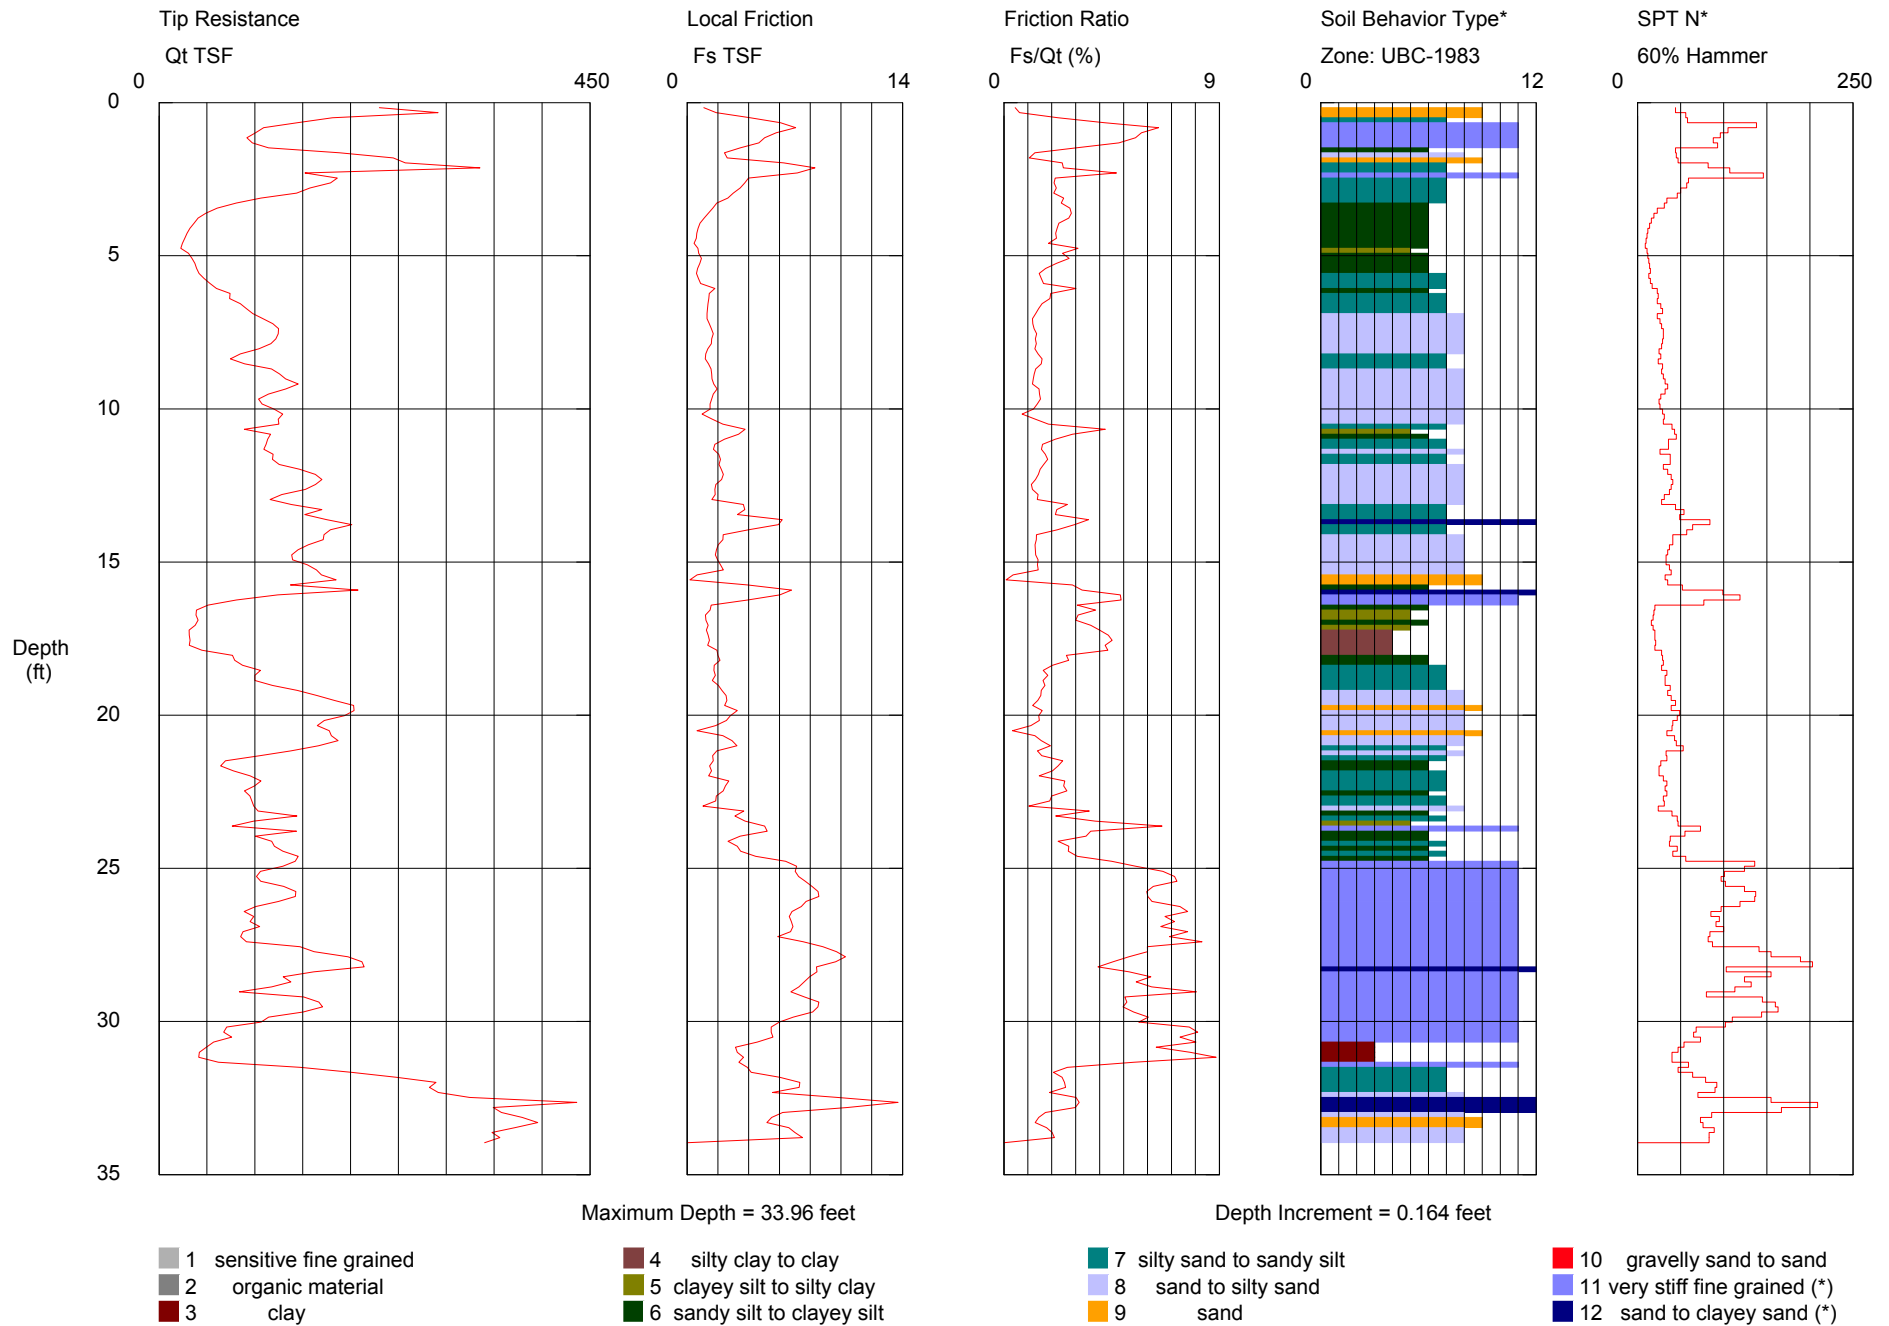 Tip Resistance Local Friction Friction Ratio Soil Behavior Type* SPT N*
Qt TSF Fs TSF Fs/Qt (%) Zone: UBC-1983 60% Hammer
0 450 0 14 0 9 0 12 0 250
0
5
10
15
Depth
(ft)
20
25
30
35
Maximum Depth = 33.96 feet Depth Increment = 0.164 feet
1 sensitive fine grained 4 silty clay to clay 7 silty sand to sandy silt 10 gravelly sand to sand
2 organic material 5 clayey silt to silty clay 8 sand to silty sand 11 very stiff fine grained (*)
3 clay 6 sandy silt to clayey silt 9 sand 12 sand to clayey sand (*)